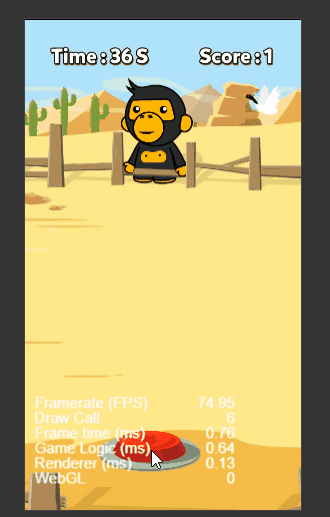 Time : 36 S Score : 1
Framerate (FPS) 74.95
Draw Call 6
Frame time (ms) 0.76
Game Logic (ms) 0.64
Renderer (ms) 0.13
WebGL 0